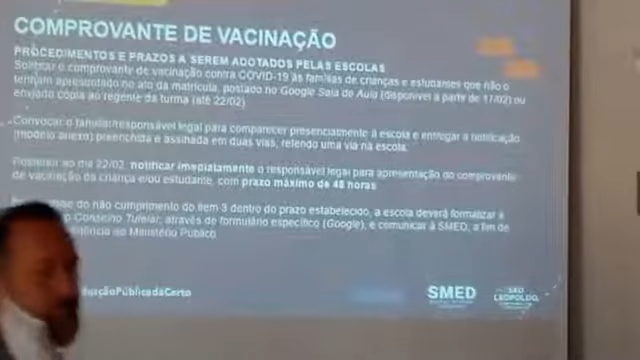 COMPROVANTE DE VACINAÇÃO
PROCEDIMENTOS E PRAZOS A SEREM ADOTADOS PELAS ESCOLAS
Solicitar o comprovante de vacinação contra COVID-19 às famílias de crianças e estudantes que não o
tenham apresentado no ato da matrícula, postado no Google Sala de Aula (disponível a partir de 17/02) ou
enviado cópia ao regente da turma (até 22/02)
Convocar o familiar/responsável legal para comparecer presencialmente à escola e entregar a notificação
(modelo anexo) preenchida e assinada em duas vias, retendo uma via na escola.
ao dia 22/02, notificar imediatamente o responsável legal para apresentação do comprovante
de vacinação da criança e/ou estudante, com prazo máximo de 48 horas
do não cumprimento do item 3 dentro do prazo estabelecido, a escola deverá formalizar à
o Conselho Tutelar, através de formulário específico (Google), e comunicar à SMED, a fim de
ao Ministério Público.
caçãoPúblicadáCerto
SMED
SÃO
LEOPOLDO